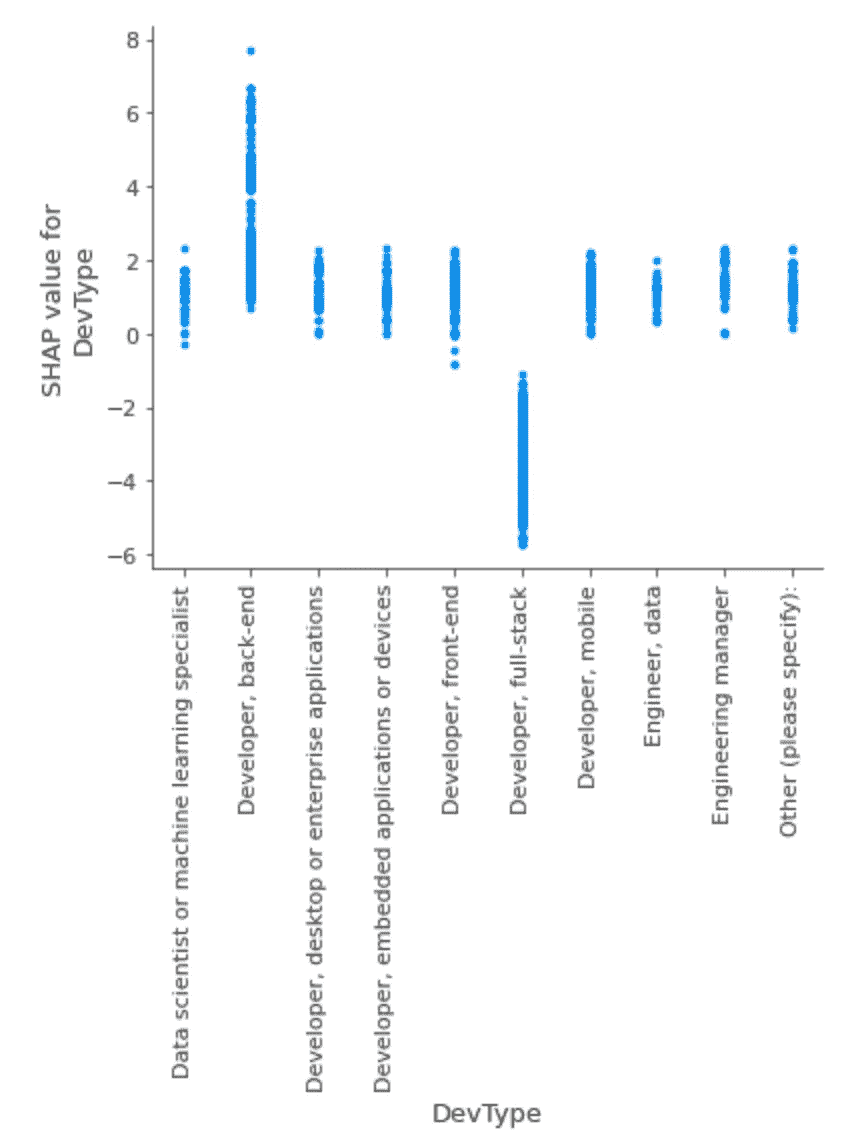 8
6
4
2
0
−2
−4
−6
SHAP value for
DevType
Data scientist or machine learning specialist
Developer, back-end
Developer, desktop or enterprise applications
Developer, embedded applications or devices
Developer, front-end
Developer, full-stack
Developer, mobile
Engineer, data
Engineering manager
Other (please specify):
DevType